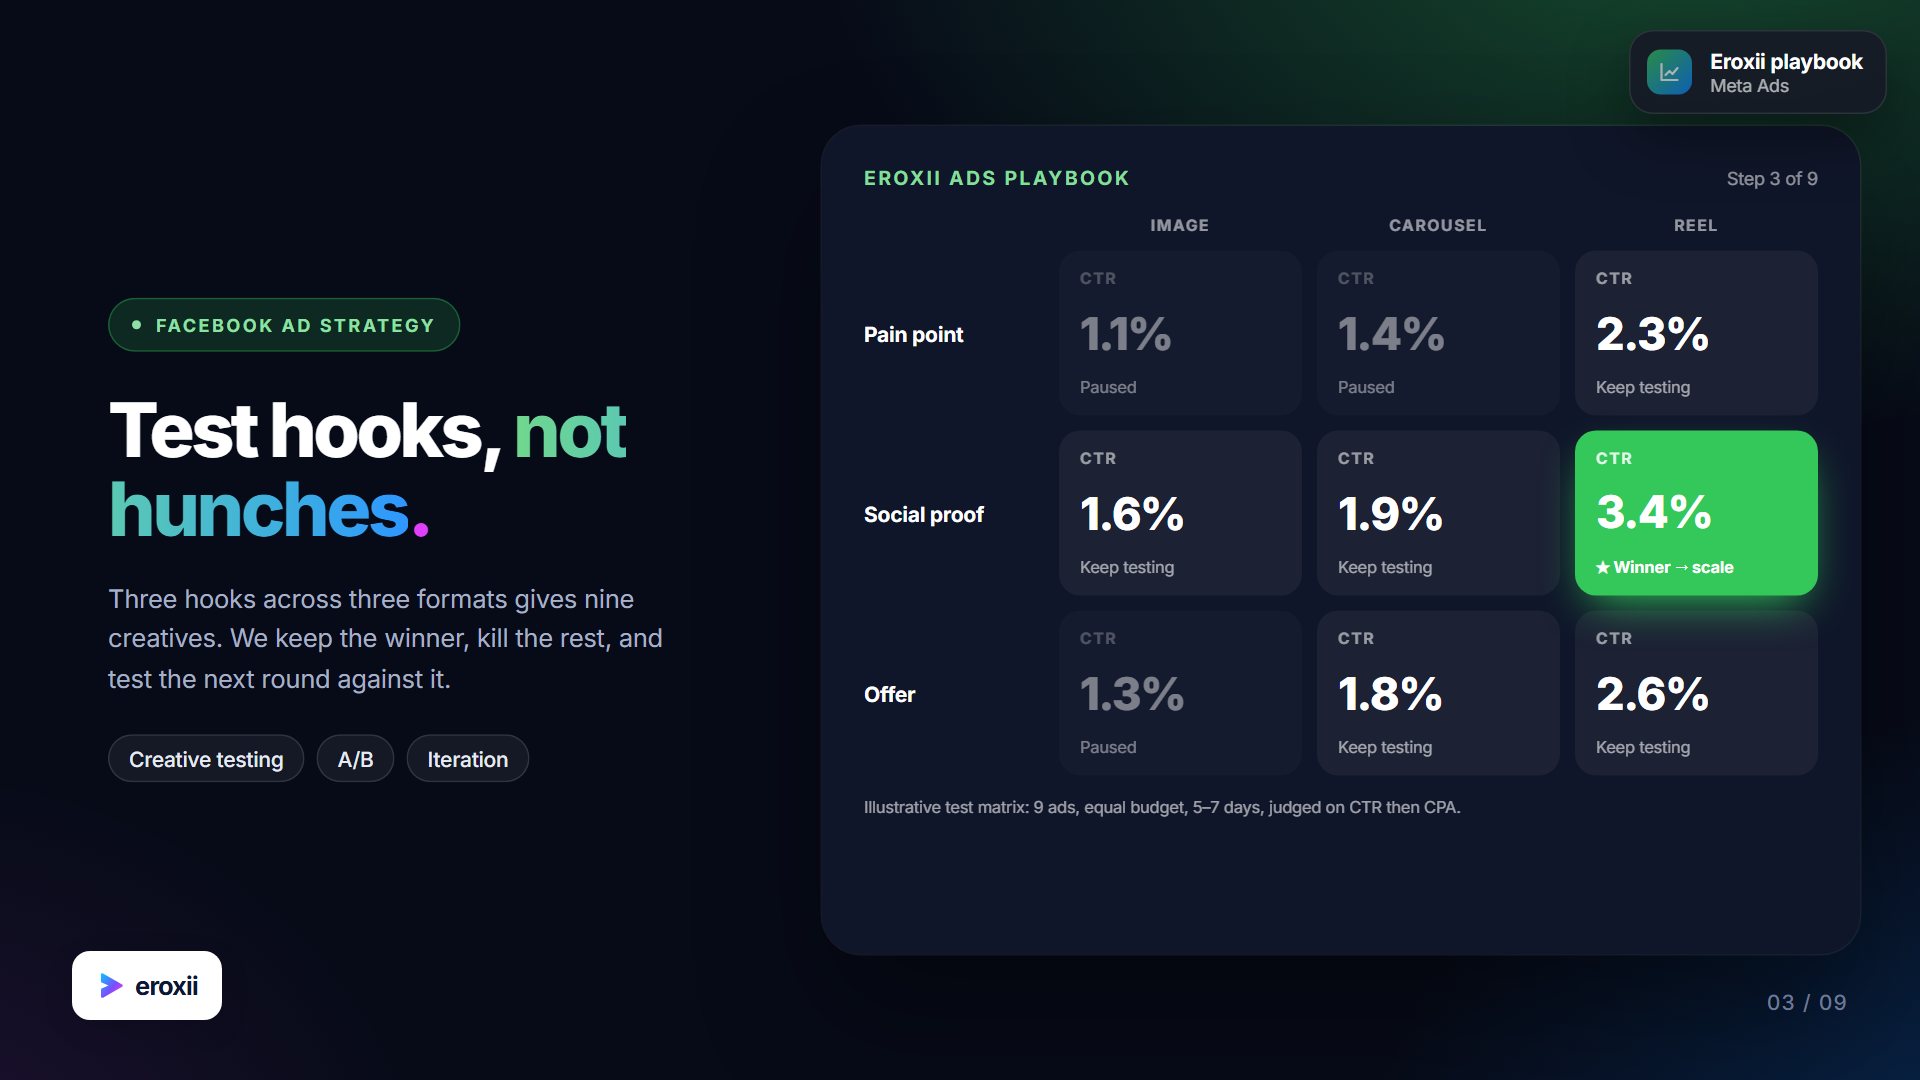 Eroxii playbook
Meta Ads
FACEBOOK AD STRATEGY
Test hooks, not
hunches.
Three hooks across three formats gives nine
creatives. We keep the winner, kill the rest, and
test the next round against it.
Creative testing
A/B
Iteration
EROXII ADS PLAYBOOK
Step 3 of 9
IMAGE
CAROUSEL
REEL
Pain point
CTR
1.1%
Paused
CTR
1.4%
Paused
CTR
2.3%
Keep testing
Social proof
CTR
1.6%
Keep testing
CTR
1.9%
Keep testing
CTR
3.4%
★ Winner → scale
Offer
CTR
1.3%
Paused
CTR
1.8%
Keep testing
CTR
2.6%
Keep testing
Illustrative test matrix: 9 ads, equal budget, 5–7 days, judged on CTR then CPA.
eroxii
03 / 09